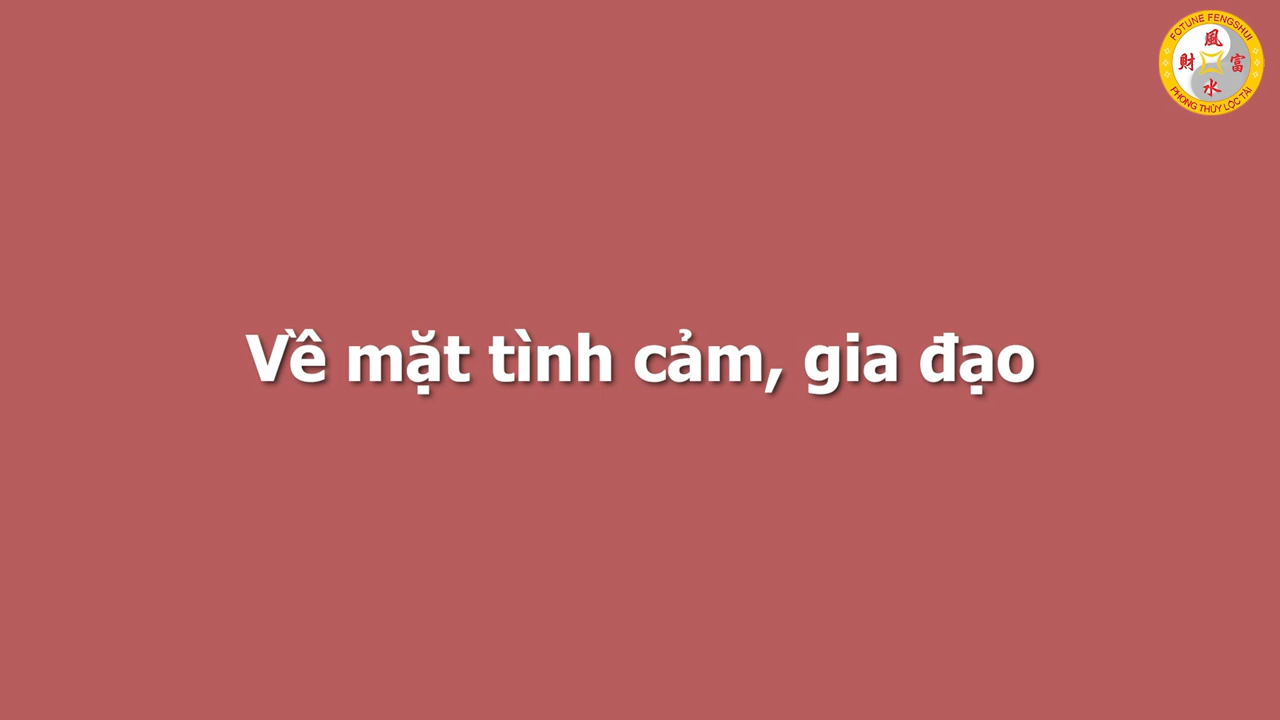 FOTUNE FENGSHUI
風
財 富
水
PHONG THỦY LỘC TÀI
Về mặt tình cảm, gia đạo